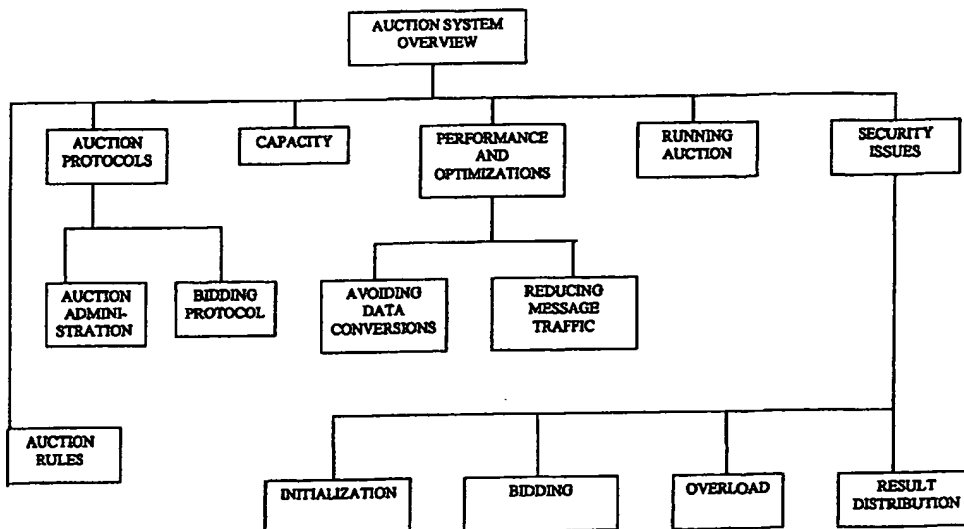 AUCTION SYSTEM
OVERVIEW
AUCTION
PROTOCOLS
CAPACITY
PERFORMANCE
AND
OPTIMIZATIONS
RUNNING
AUCTION
SECURITY
ISSUES
AUCTION
ADMINI-
STRATION
BIDDING
PROTOCOL
AVOIDING
DATA
CONVERSIONS
REDUCING
MESSAGE
TRAFFIC
AUCTION
RULES
INITIALIZATION
BIDDING
OVERLOAD
RESULT
DISTRIBUTION